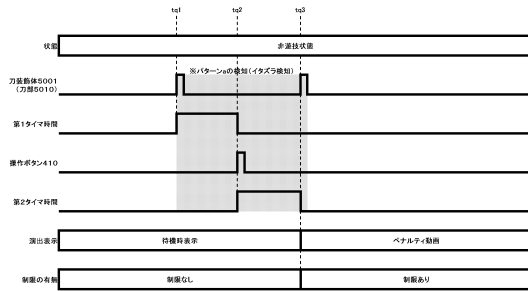 tq1 tq2 tq3
状態 非遊技状態
※パターンaの検知(イタズラ検知)
刀装飾体5001
(刀部5010)
第1タイマ時間
操作ボタン410
第2タイマ時間
演出表示 待機時表示 ペナルティ動画
制限の有無 制限なし 制限あり